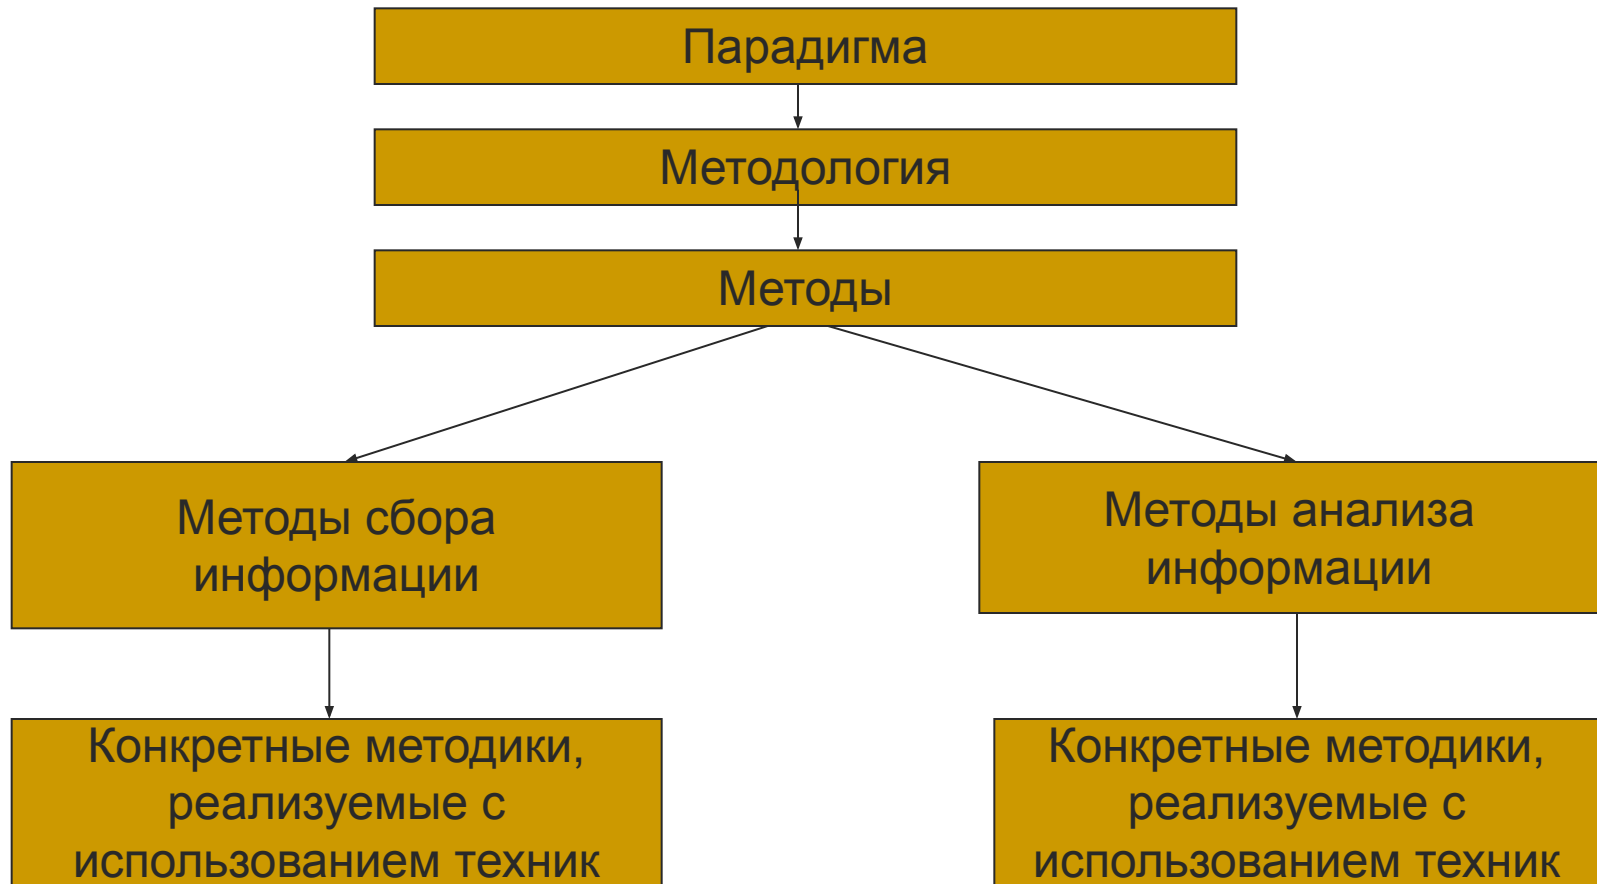 Парадигма
Методология
Методы
Методы сбора
информации
Методы анализа
информации
Конкретные методики,
реализуемые с
использованием техник
Конкретные методики,
реализуемые с
использованием техник